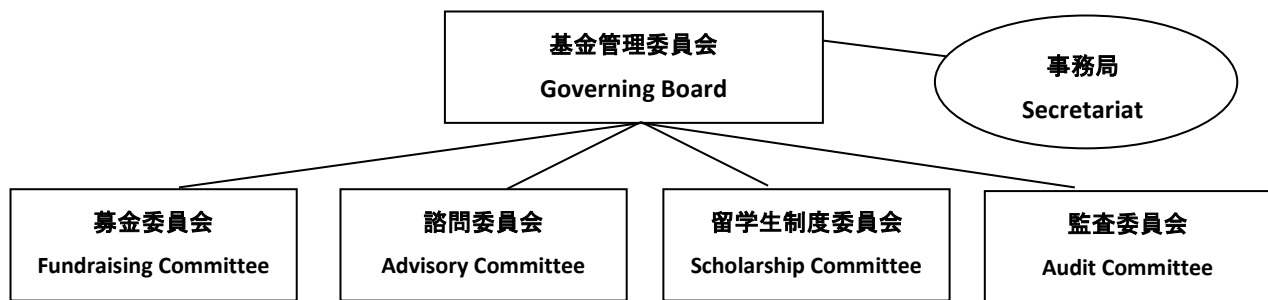 基金管理委員会
Governing Board
事務局
Secretariat
募金委員会
Fundraising Committee
諮問委員会
Advisory Committee
留学生制度委員会
Scholarship Committee
監査委員会
Audit Committee